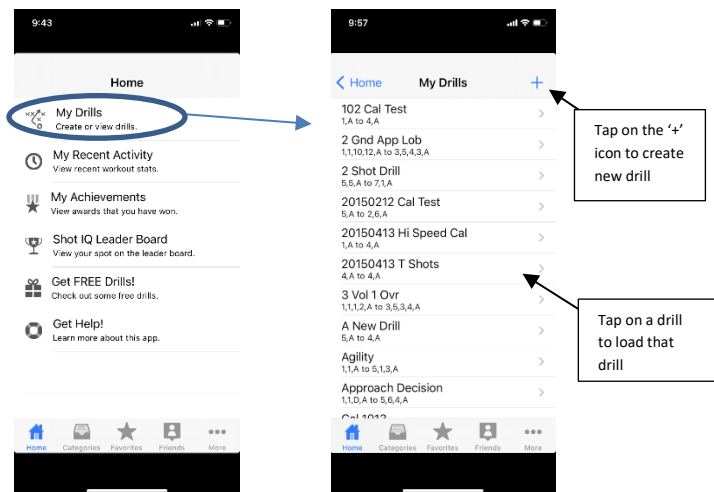 9:43
Home
My Drills
Create or view drills.
My Recent Activity
View recent workout stats.
My Achievements
View awards that you have won.
Shot IQ Leader Board
View your spot on the leader board.
Get FREE Drills!
Check out some free drills.
Get Help!
Learn more about this app.
Home Categories Favorites Friends More
9:57
Home My Drills +
102 Cal Test
1,A to 4,A
2 Gnd App Lob
1,1,10,12,A to 3,5,4,3,A
2 Shot Drill
5,5,A to 7,1,A
20150212 Cal Test
5,A to 2,6,A
20150413 Hi Speed Cal
1,A to 4,A
20150413 T Shots
4,A to 4,A
3 Vol 1 Ovr
1,1,1,2,A to 3,5,3,4,A
A New Drill
5,A to 4,A
Agility
1,1,A to 5,1,3,A
Approach Decision
1,1,D,A to 5,6,4,A
Cal 1013
Home Categories Favorites Friends More
Tap on the ‘+’
icon to create
new drill
Tap on a drill
to load that
drill